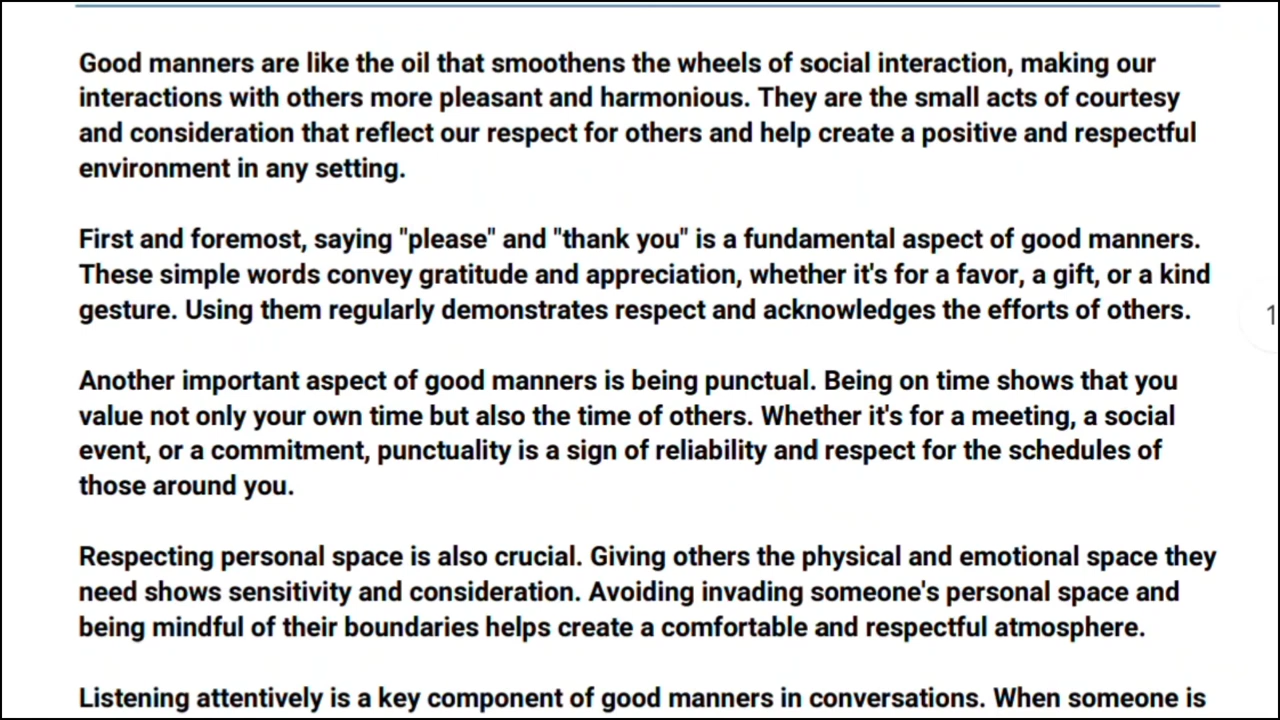 Good manners are like the oil that smoothens the wheels of social interaction, making our
interactions with others more pleasant and harmonious. They are the small acts of courtesy
and consideration that reflect our respect for others and help create a positive and respectful
environment in any setting.
First and foremost, saying "please" and "thank you" is a fundamental aspect of good manners.
These simple words convey gratitude and appreciation, whether it's for a favor, a gift, or a kind
gesture. Using them regularly demonstrates respect and acknowledges the efforts of others.
1
Another important aspect of good manners is being punctual. Being on time shows that you
value not only your own time but also the time of others. Whether it's for a meeting, a social
event, or a commitment, punctuality is a sign of reliability and respect for the schedules of
those around you.
Respecting personal space is also crucial. Giving others the physical and emotional space they
need shows sensitivity and consideration. Avoiding invading someone's personal space and
being mindful of their boundaries helps create a comfortable and respectful atmosphere.
Listening attentively is a key component of good manners in conversations. When someone is